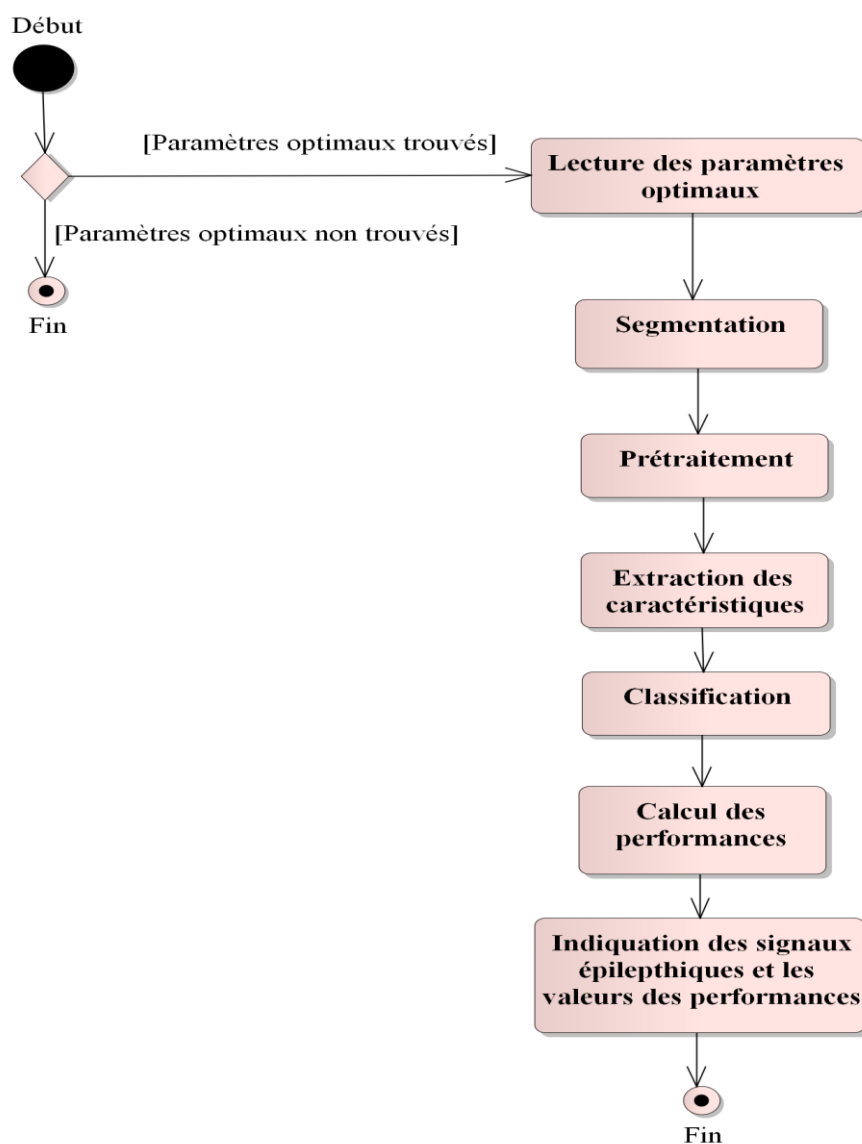 Début
[Paramètres optimaux trouvés]
Lecture des paramètres
optimaux
[Paramètres optimaux non trouvés]
Fin
Segmentation
Prétraitement
Extraction des
caractéristiques
Classification
Calcul des
performances
Indiquation des signaux
épilepthiques et les
valeurs des performances
Fin